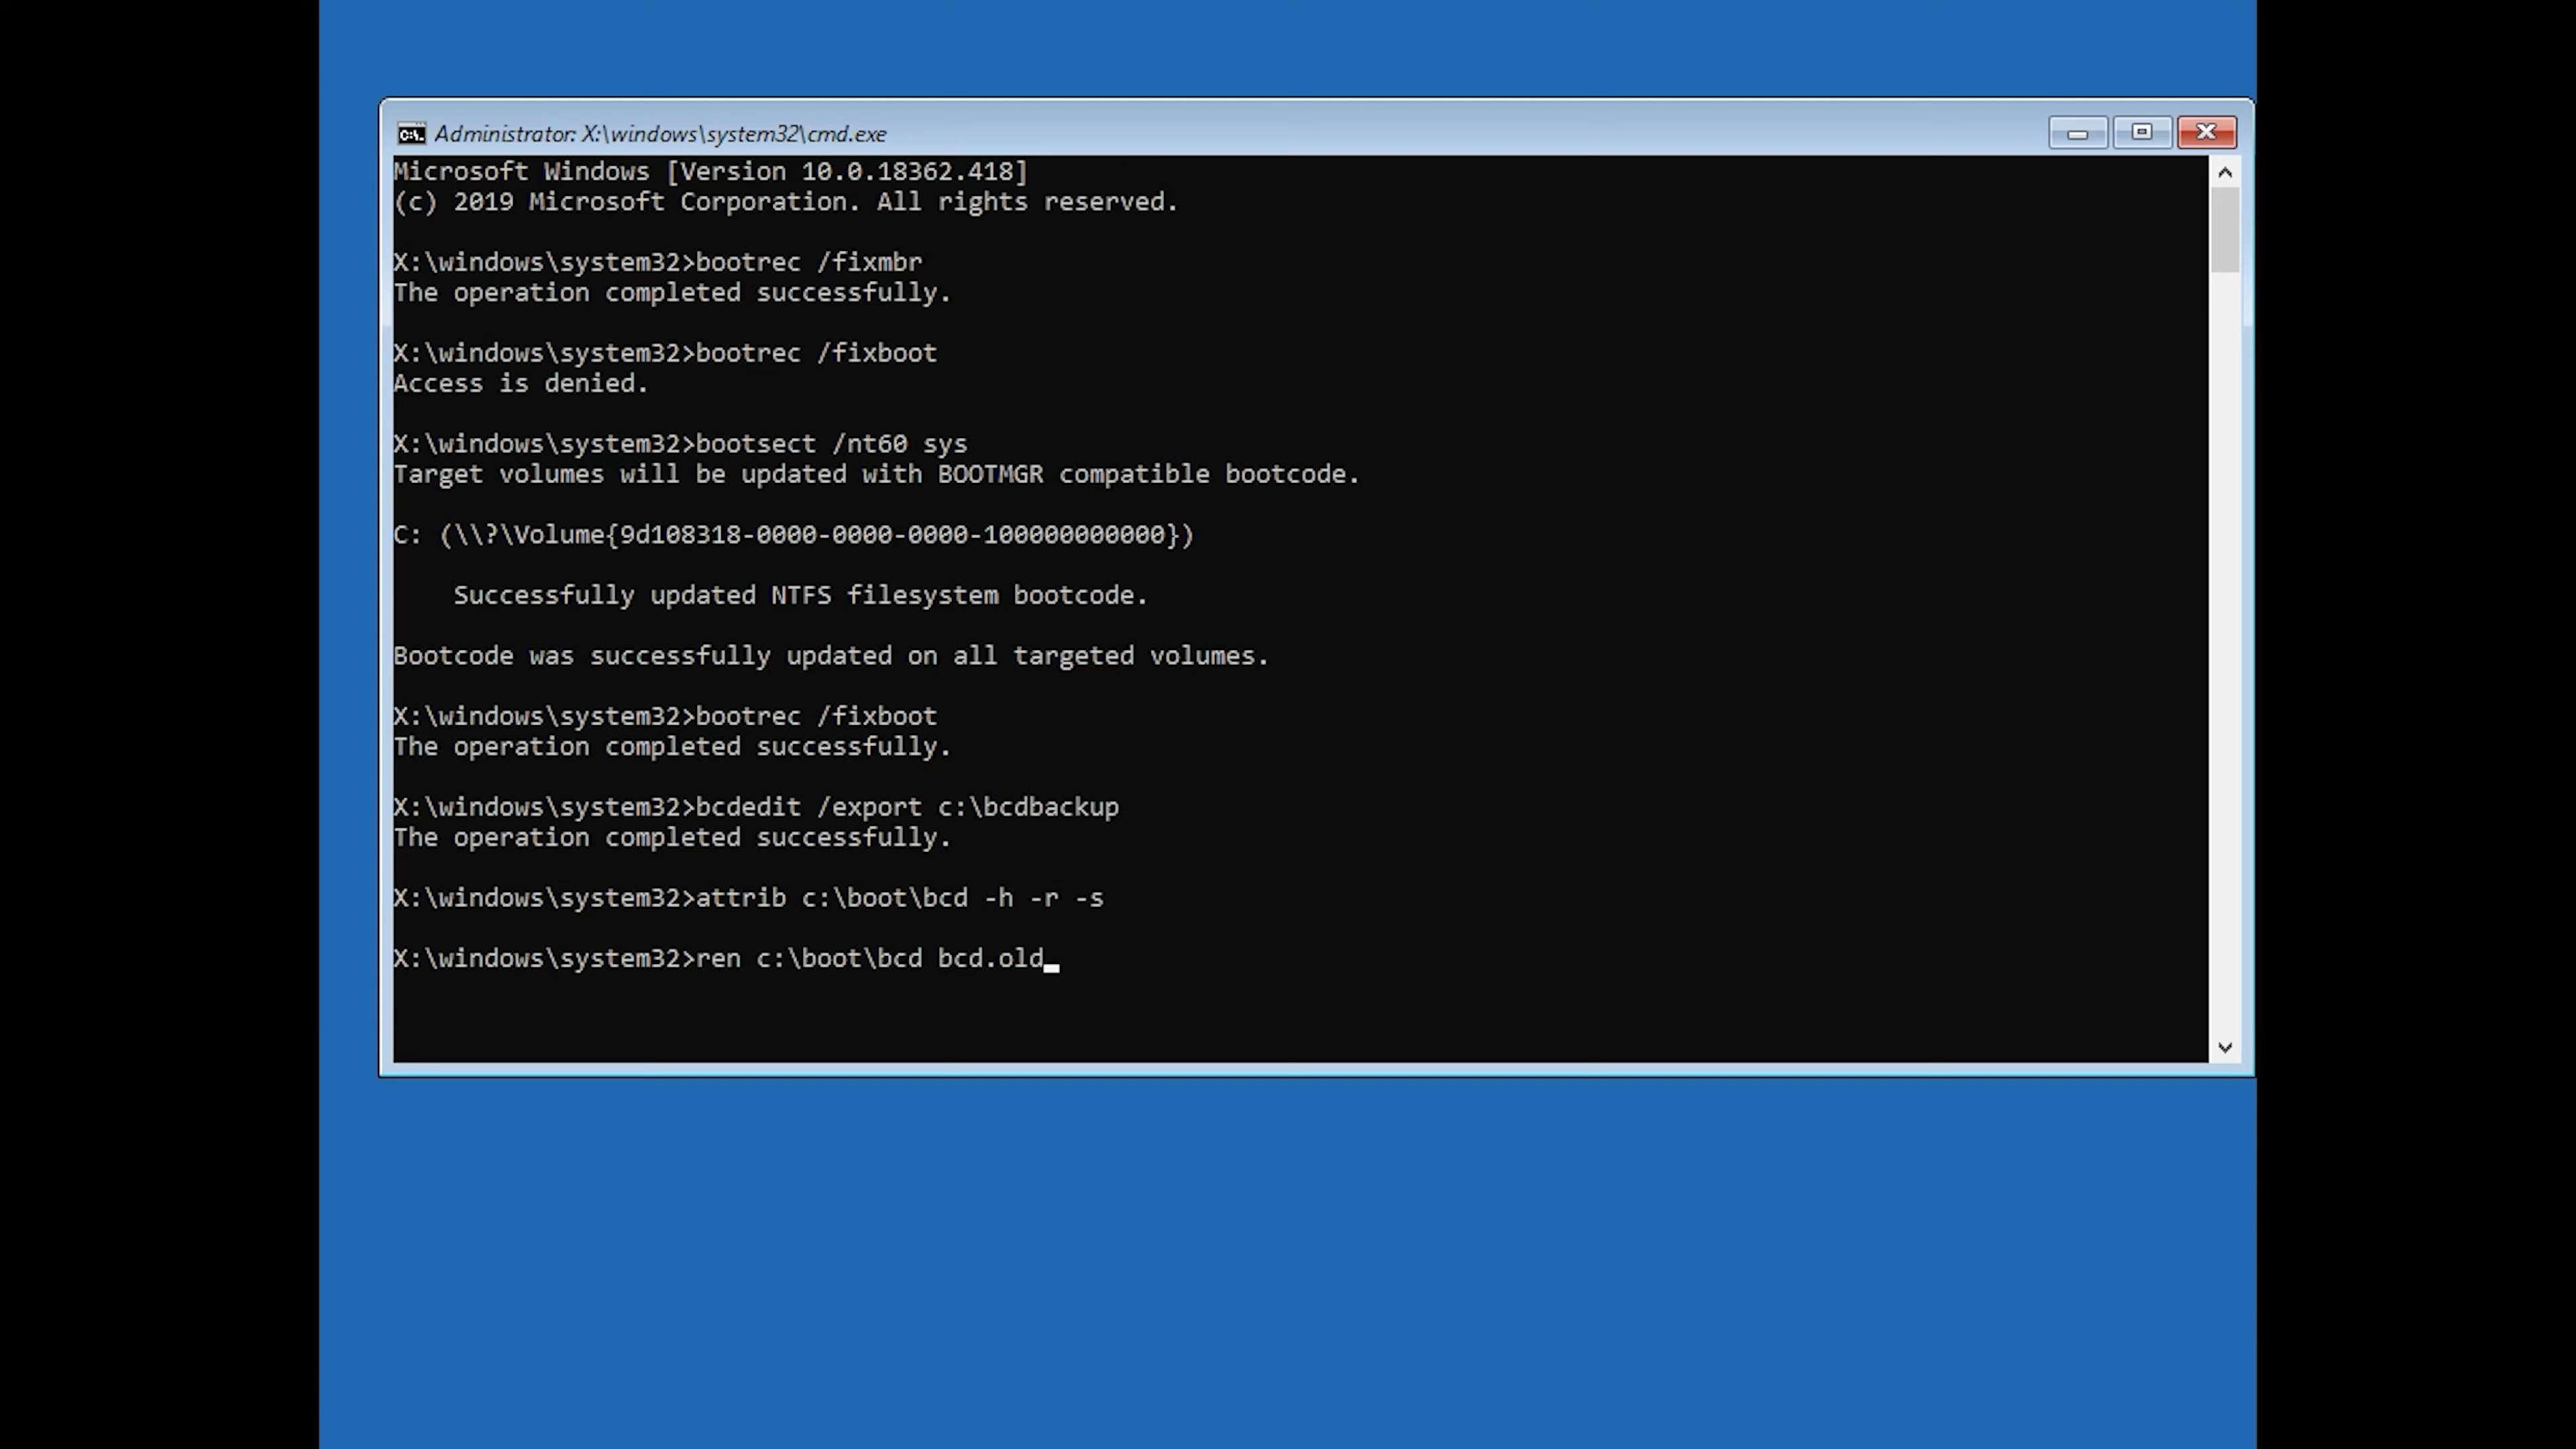 Administrator: X:\windows\system32\cmd.exe
Microsoft Windows [Version 10.0.18362.418]
(c) 2019 Microsoft Corporation. All rights reserved.
X:\windows\system32>bootrec /fixmbr
The operation completed successfully.
X:\windows\system32>bootrec /fixboot
Access is denied.
X:\windows\system32>bootsect /nt60 sys
Target volumes will be updated with BOOTMGR compatible bootcode.
C: (\\?\Volume{9d108318-0000-0000-0000-100000000000})
Successfully updated NTFS filesystem bootcode.
Bootcode was successfully updated on all targeted volumes.
X:\windows\system32>bootrec /fixboot
The operation completed successfully.
X:\windows\system32>bcdedit /export c:\bcdbackup
The operation completed successfully.
X:\windows\system32>attrib c:\boot\bcd -h -r -s
X:\windows\system32>ren c:\boot\bcd bcd.old